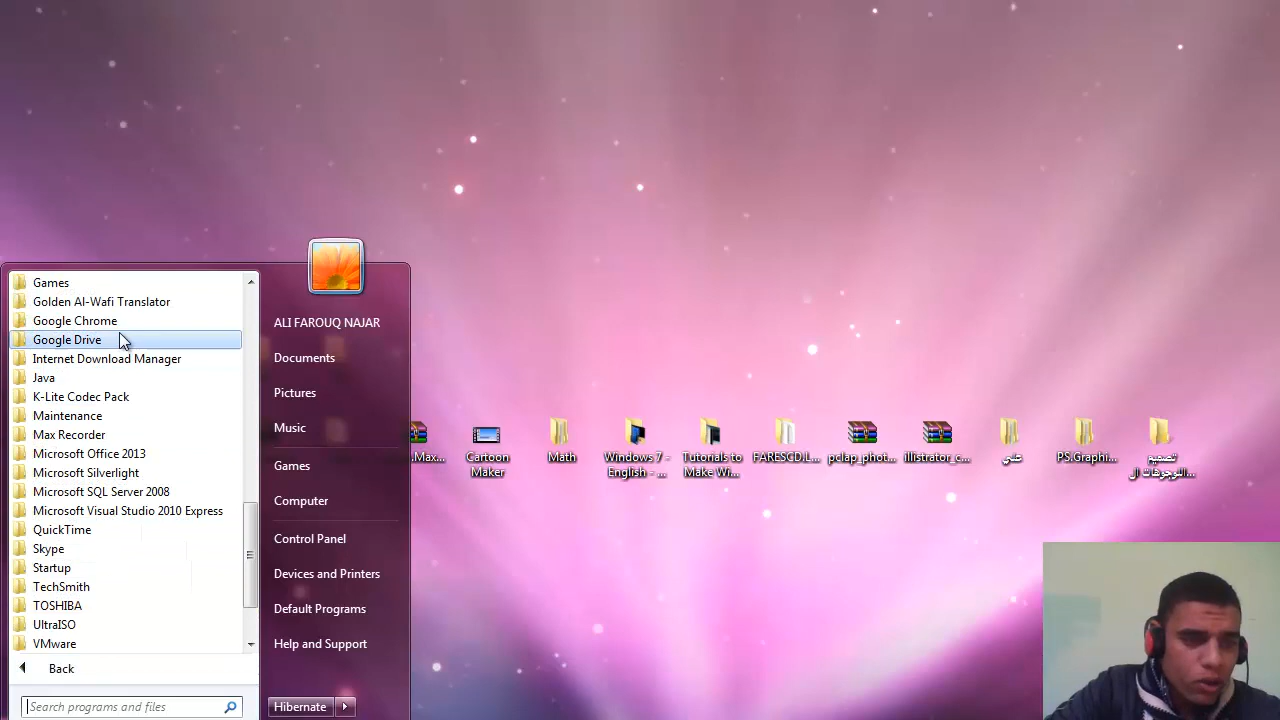 Games
Golden Al-Wafi Translator
Google Chrome
Google Drive
Internet Download Manager
Java
K-Lite Codec Pack
Maintenance
Max Recorder
Microsoft Office 2013
Microsoft Silverlight
Microsoft SQL Server 2008
Microsoft Visual Studio 2010 Express
QuickTime
Skype
Startup
TechSmith
TOSHIBA
UltraISO
VMware
Back
Search programs and files
ALI FAROUQ NAJAR
Documents
Pictures
Music
Games
Computer
Control Panel
Devices and Printers
Default Programs
Help and Support
Hibernate
.Max...
Cartoon
Maker
Math
Windows 7 -
English - ...
Tutorials to
Make Wi...
FARESCD.L...
pclap_phot...
illistrator_c...
PS.Graphi...
تصميم